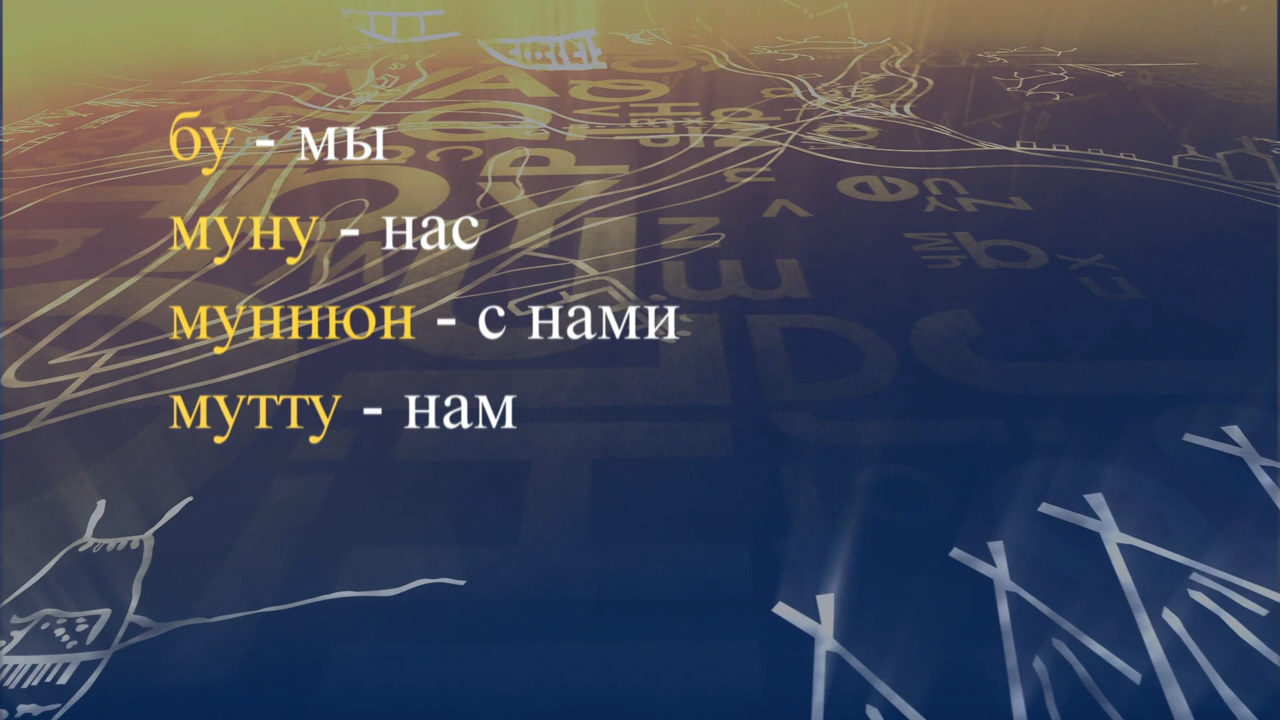 бу - мы
муну - нас
муннюн - с нами
мутту - нам